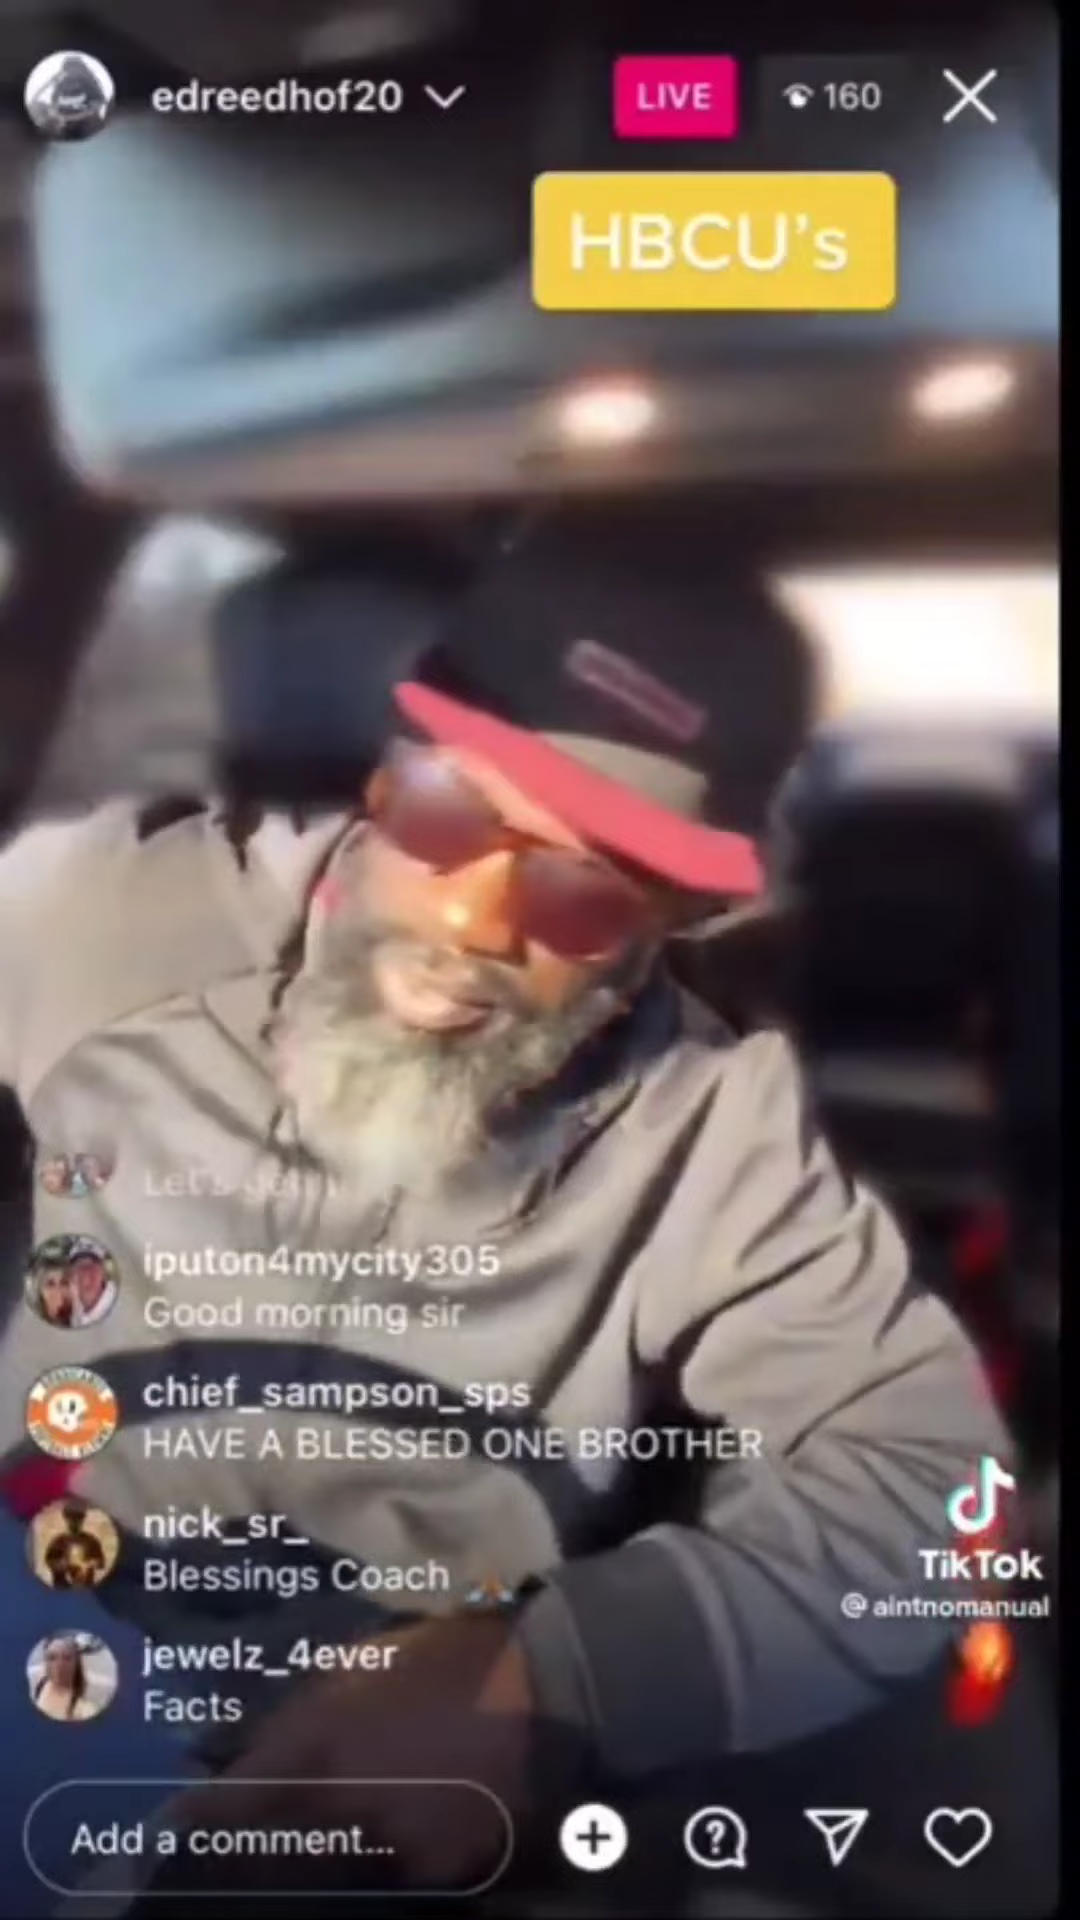 edreedhof20
LIVE
160
HBCU's
Let's
iputon4mycity305
Good morning sir
chief_sampson_sps
HAVE A BLESSED ONE BROTHER
nick_sr_
Blessings Coach 🙏🏾
TikTok
@aintnomanual
jewelz_4ever
Facts
Add a comment...